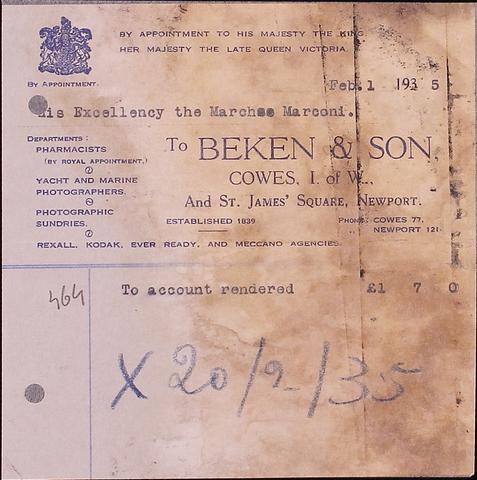 BY APPOINTMENT TO HIS MAJESTY THE KING
HER MAJESTY THE LATE QUEEN VICTORIA.
BY APPOINTMENT.
Feb.1 1935
His Excellency the Marchse Marconi.
DEPARTMENTS:
PHARMACISTS
(BY ROYAL APPOINTMENT,)
YACHT AND MARINE
PHOTOGRAPHERS.
PHOTOGRAPHIC
SUNDRIES,
To BEKEN & SON,
COWES, I. of W.,
And ST. JAMES' SQUARE, NEWPORT.
ESTABLISHED 1839
PHONE: COWES 77.
" NEWPORT 121.
REXALL, KODAK, EVER READY, AND MECCANO AGENCIES.
464
To account rendered £1 7 0
X 20/2/35